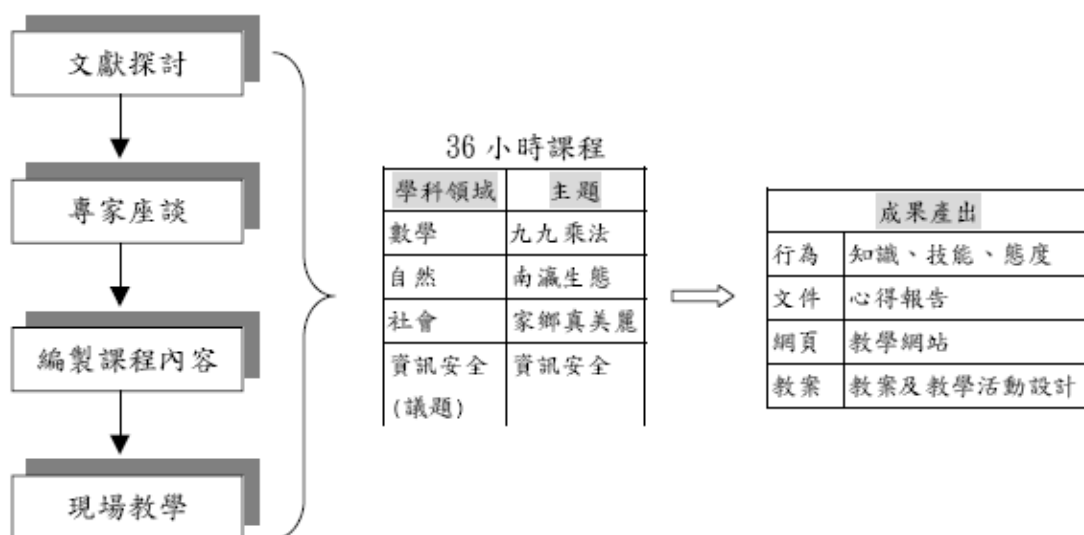 文獻探討
專家座談
編製課程內容
現場教學
36 小時課程
學科領域 主題
數學 九九乘法
自然 南瀛生態
社會 家鄉真美麗
資訊安全 資訊安全
(議題)
成果產出
行為 知識、技能、態度
文件 心得報告
網頁 教學網站
教案 教案及教學活動設計